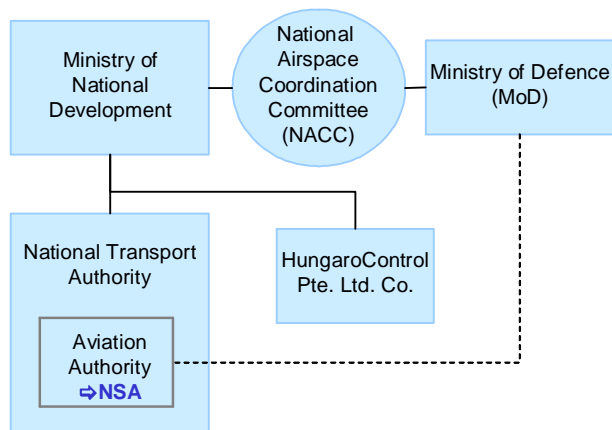 Ministry of
National
Development
National
Airspace
Coordination
Committee
(NACC)
Ministry of Defence
(MoD)
National Transport
Authority
Aviation
Authority
⇨NSA
HungaroControl
Pte. Ltd. Co.